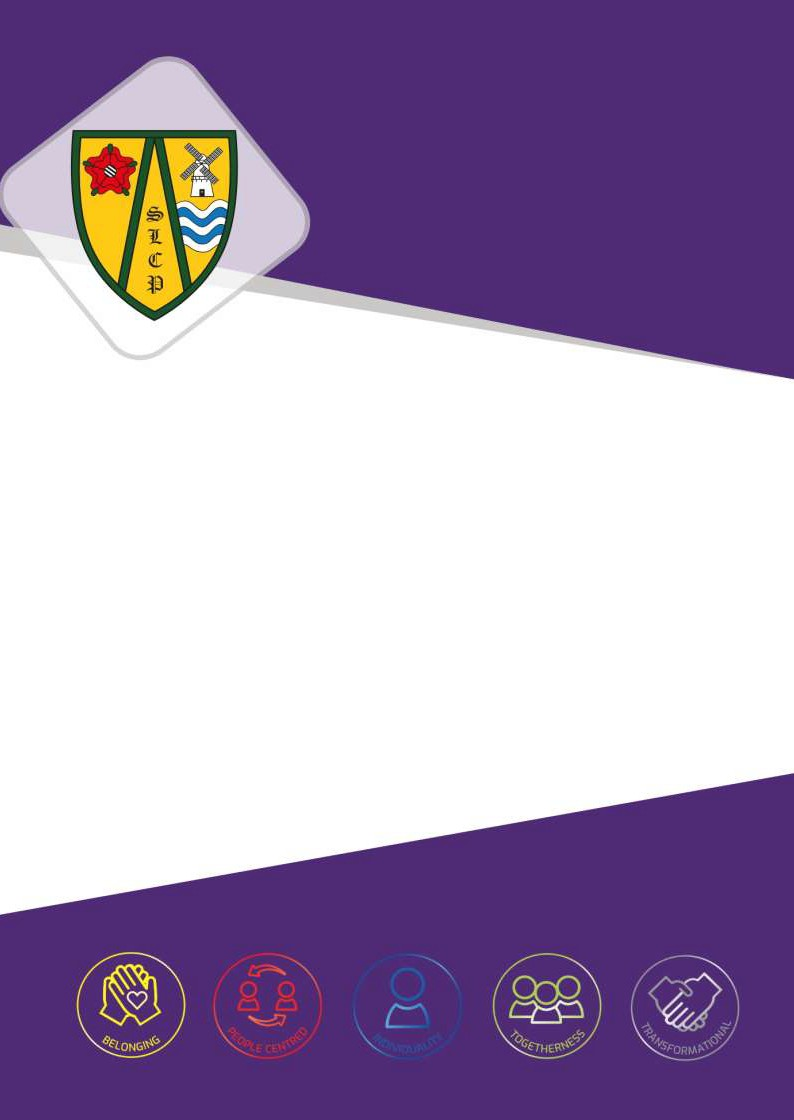 S
L
C
P
BELONGING
PEOPLE CENTRED
INDIVIDUALITY
TOGETHERNESS
TRANSFORMATIONAL